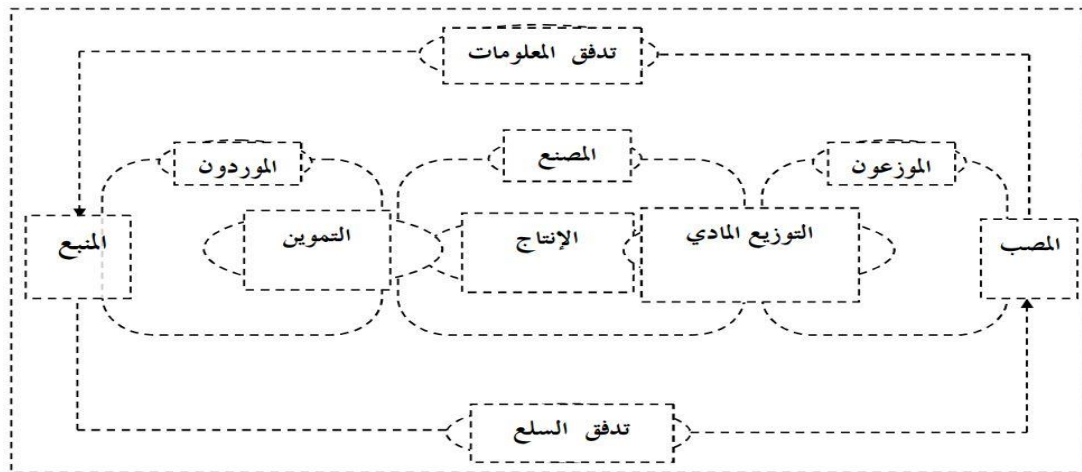 تدفق المعلومات
الموزعون
المصنع
الموردون
المصب
التوزيع المادي
الإنتاج
التموين
المنبع
تدفق السلع